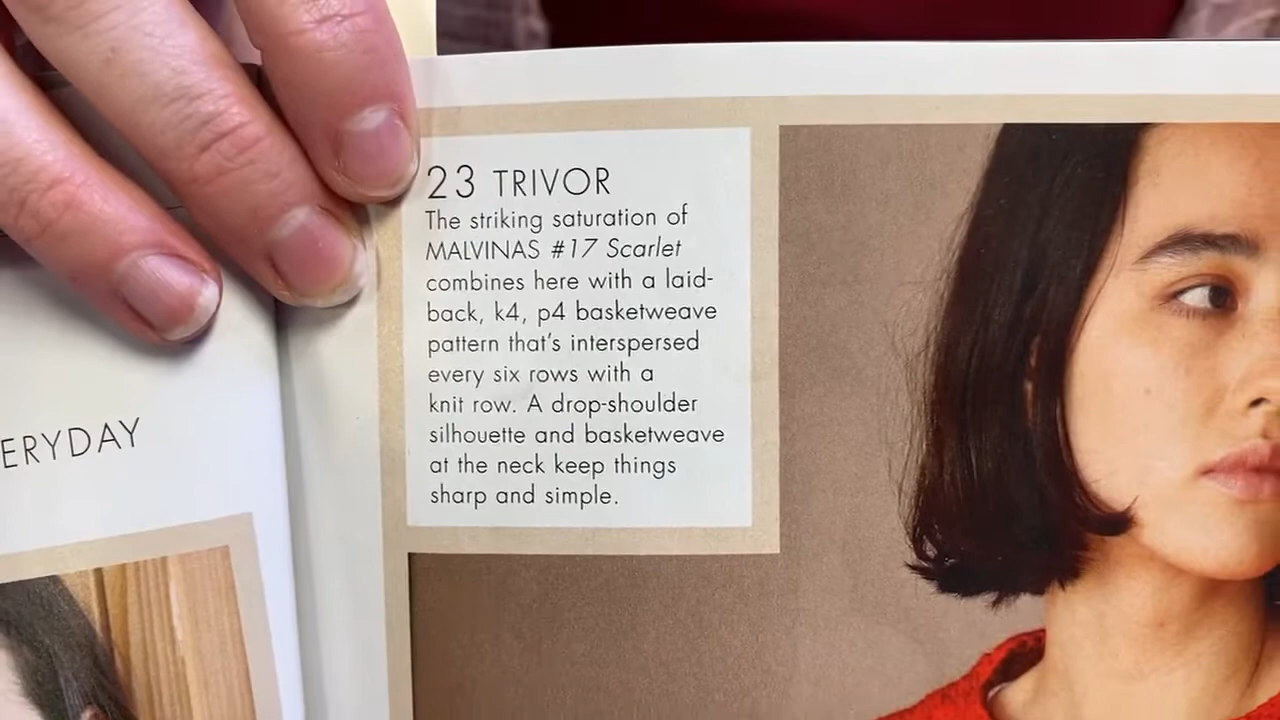 23 TRIVOR
The striking saturation of
MALVINAS #17 Scarlet
combines here with a laid-
back, k4, p4 basketweave
pattern that's interspersed
every six rows with a
knit row. A drop-shoulder
silhouette and basketweave
at the neck keep things
sharp and simple.
ERYDAY